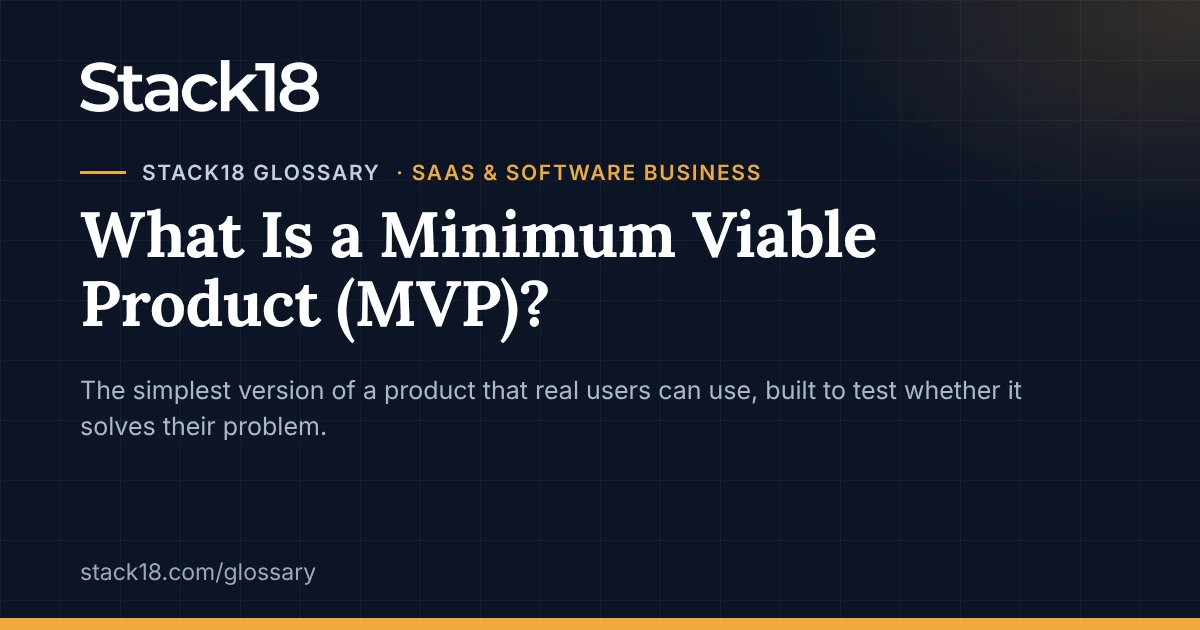 Stack18
STACK18 GLOSSARY · SAAS & SOFTWARE BUSINESS
What Is a Minimum Viable
Product (MVP)?
The simplest version of a product that real users can use, built to test whether it
solves their problem.
stack18.com/glossary